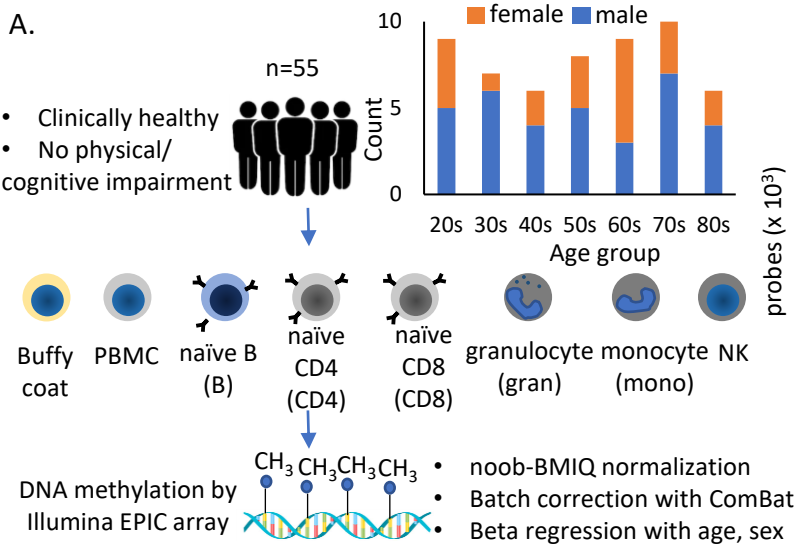 A.
n=55
• Clinically healthy
• No physical/
cognitive impairment
female
male
Count
10
5
0
20s 30s 40s 50s 60s 70s 80s
Age group
probes (x 10³)
Buffy
coat
PBMC
naïve B
(B)
naïve
CD4
(CD4)
naïve
CD8
(CD8)
granulocyte
(gran)
monocyte
(mono)
NK
DNA methylation by
Illumina EPIC array
CH₃ CH₃ CH₃ CH₃
• noob-BMIQ normalization
• Batch correction with ComBat
• Beta regression with age, sex